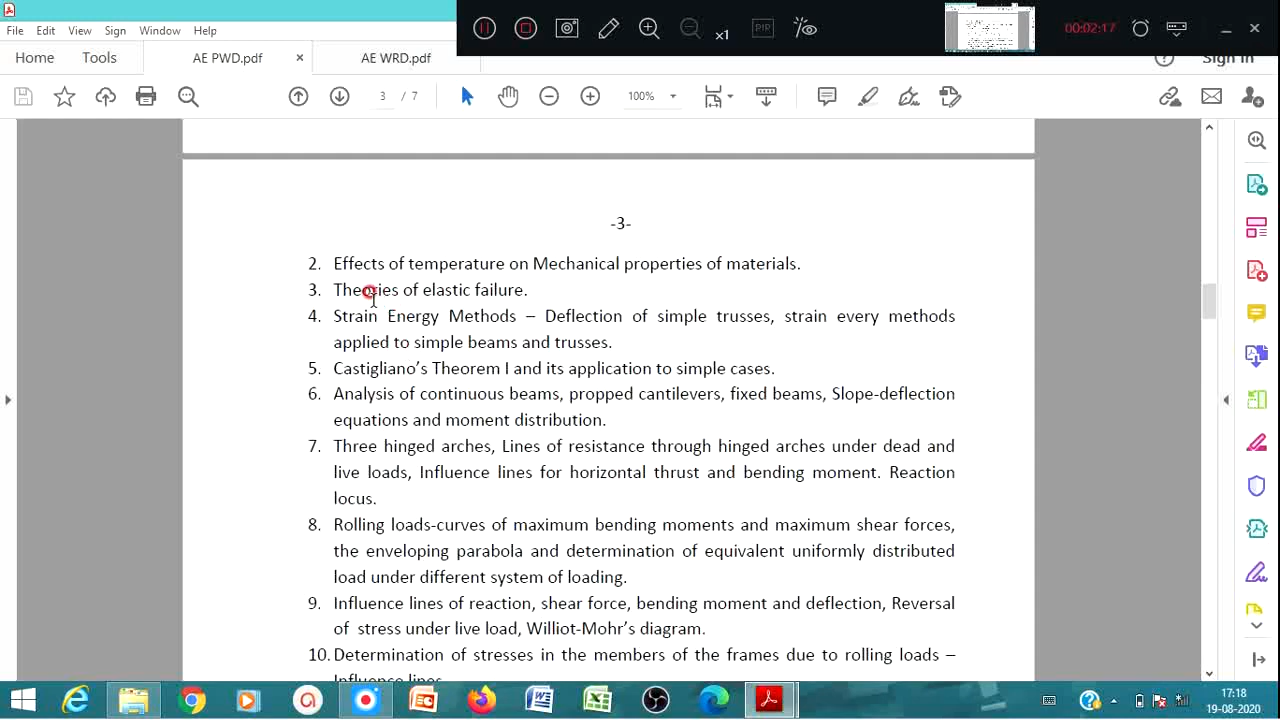 File Edit View Sign Window Help
x1
PIP
00:02:17
Home Tools AE PWD.pdf × AE WRD.pdf Sign In
3 / 7 100%
-3-
2. Effects of temperature on Mechanical properties of materials.
3. Theories of elastic failure.
4. Strain Energy Methods – Deflection of simple trusses, strain every methods
applied to simple beams and trusses.
5. Castigliano’s Theorem I and its application to simple cases.
6. Analysis of continuous beams, propped cantilevers, fixed beams, Slope-deflection
equations and moment distribution.
7. Three hinged arches, Lines of resistance through hinged arches under dead and
live loads, Influence lines for horizontal thrust and bending moment. Reaction
locus.
8. Rolling loads-curves of maximum bending moments and maximum shear forces,
the enveloping parabola and determination of equivalent uniformly distributed
load under different system of loading.
9. Influence lines of reaction, shear force, bending moment and deflection, Reversal
of stress under live load, Williot-Mohr’s diagram.
10. Determination of stresses in the members of the frames due to rolling loads –
Influence lines
17:18
19-08-2020